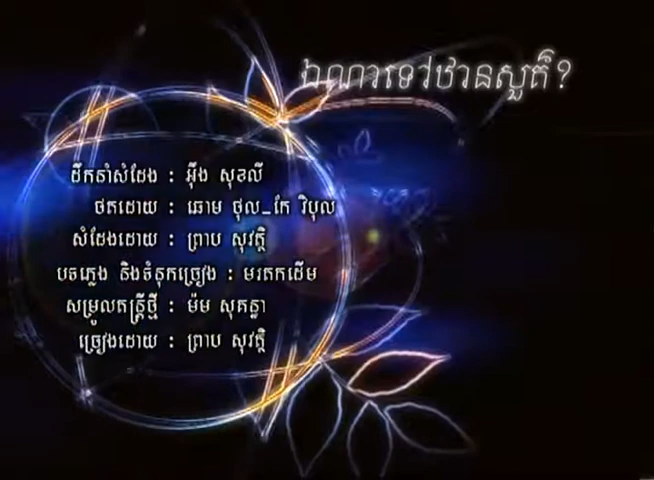 ឯណាទៅឋានសួគ៌?
ដឹកនាំសំដែង : អ៊ឹង សុខលី
ថតដោយ : ឆោម ផុល_កែ វិបុល
សំដែងដោយ : ព្រាប សុវត្ថិ
បទភ្លេង និងទំនុកច្រៀង : មរតកដើម
សម្រួលតន្ត្រីថ្មី : ម៉ម សុគន្ធា
ច្រៀងដោយ : ព្រាប សុវត្ថិ